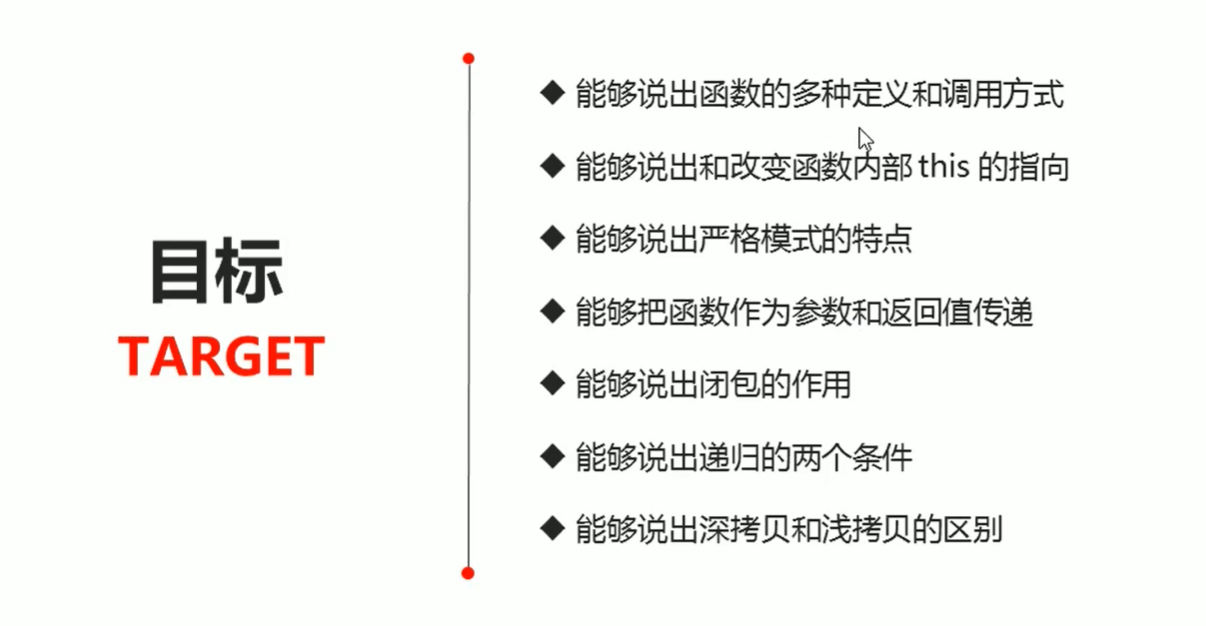 目标
TARGET
◆ 能够说出函数的多种定义和调用方式
◆ 能够说出和改变函数内部 this 的指向
◆ 能够说出严格模式的特点
◆ 能够把函数作为参数和返回值传递
◆ 能够说出闭包的作用
◆ 能够说出递归的两个条件
◆ 能够说出深拷贝和浅拷贝的区别